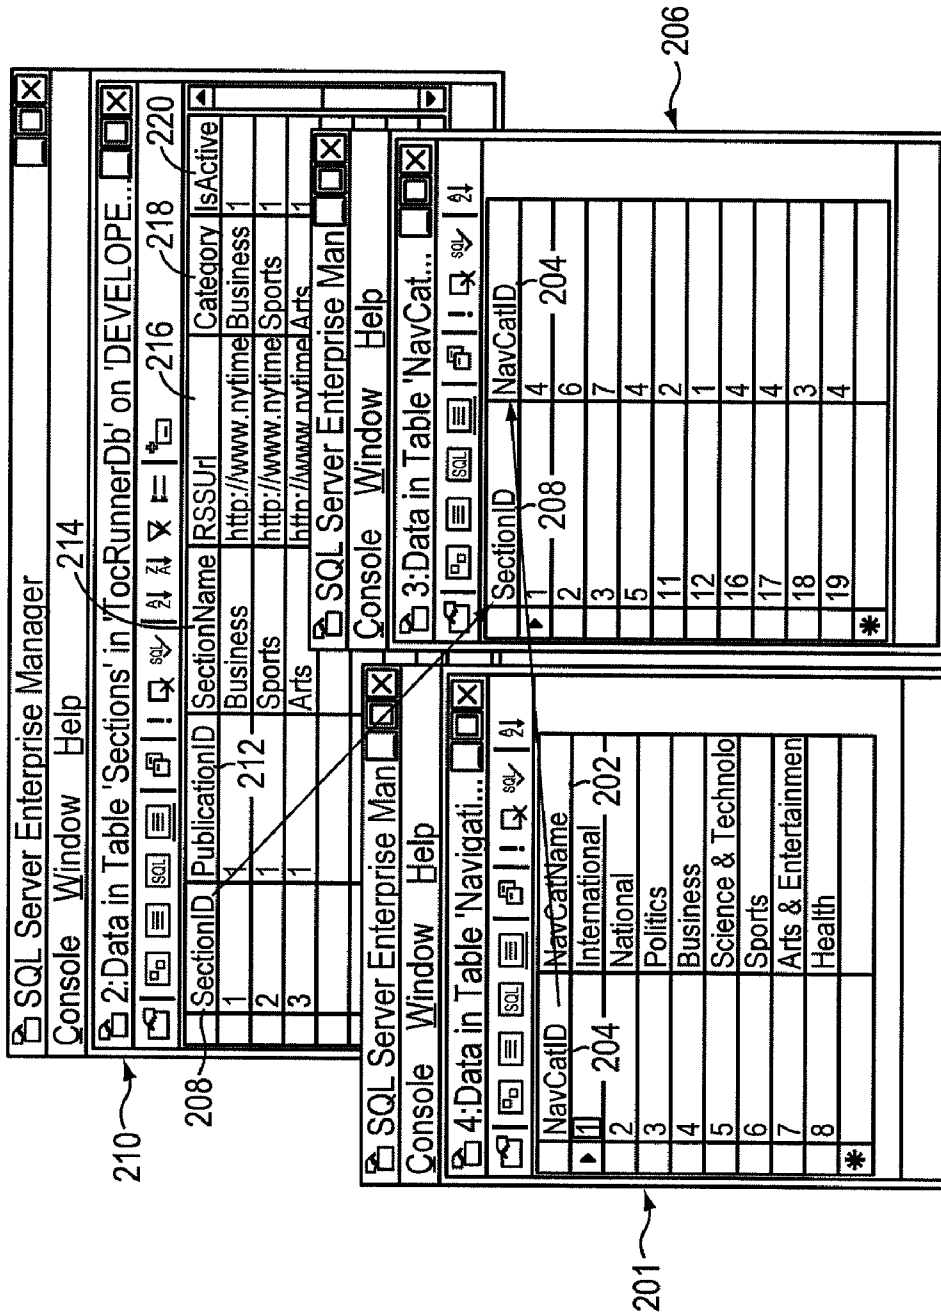 SQL Server Enterprise Manager
Console Window Help
2:Data in Table 'Sections' in 'TocRunnerDb' on 'DEVELOPE...
SQL SQL A Z Z A
214 216 218 220
SectionID PublicationID SectionName RSSUrl Category IsActive
1 1 Business http://www.nytime Business 1
2 1 Sports http://www.nytime Sports 1
3 1 Arts http://www.nytime Arts 1
212
210
208
SQL Server Enterprise Man
Console Window Help
4:Data in Table 'Navigati...
SQL SQL A Z
NavCatID NavCatName
204 202
1 International
2 National
3 Politics
4 Business
5 Science & Technolo
6 Sports
7 Arts & Entertainmen
8 Health
*
201
SQL Server Enterprise Man
Console Window Help
3:Data in Table 'NavCat...
SQL SQL A Z
SectionID NavCatID
208 204
1 4
2 6
3 7
5 4
11 2
12 1
16 4
17 4
18 3
19 4
*
206